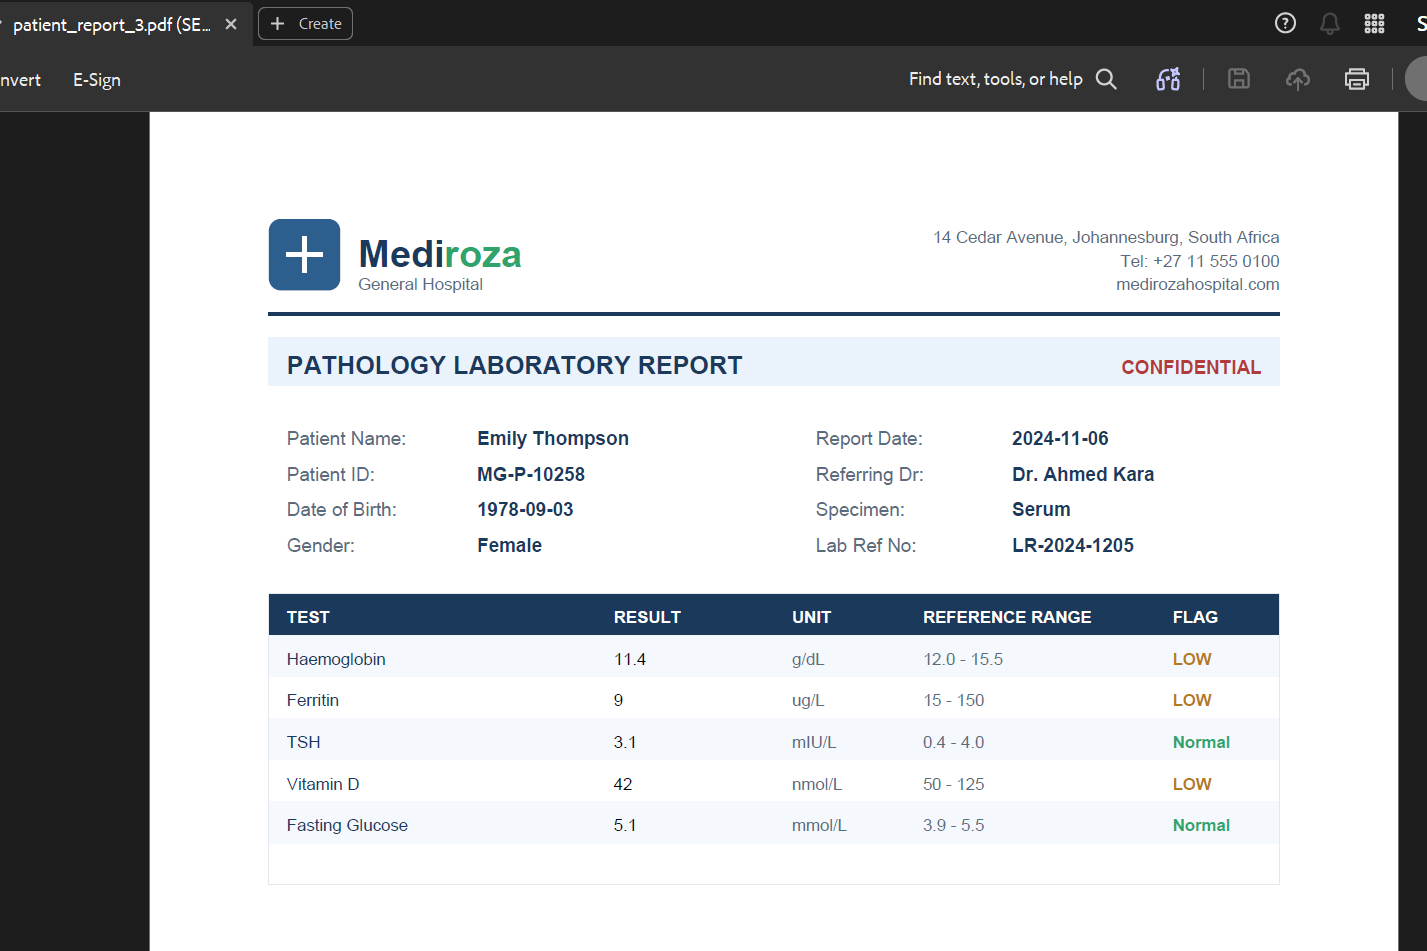 patient_report_3.pdf (SE...
Create
nvert E-Sign Find text, tools, or help
Mediroza
General Hospital
14 Cedar Avenue, Johannesburg, South Africa
Tel: +27 11 555 0100
medirozahospital.com
PATHOLOGY LABORATORY REPORT CONFIDENTIAL
Patient Name: Emily Thompson Report Date: 2024-11-06
Patient ID: MG-P-10258 Referring Dr: Dr. Ahmed Kara
Date of Birth: 1978-09-03 Specimen: Serum
Gender: Female Lab Ref No: LR-2024-1205
TEST RESULT UNIT REFERENCE RANGE FLAG
Haemoglobin 11.4 g/dL 12.0 - 15.5 LOW
Ferritin 9 ug/L 15 - 150 LOW
TSH 3.1 mIU/L 0.4 - 4.0 Normal
Vitamin D 42 nmol/L 50 - 125 LOW
Fasting Glucose 5.1 mmol/L 3.9 - 5.5 Normal